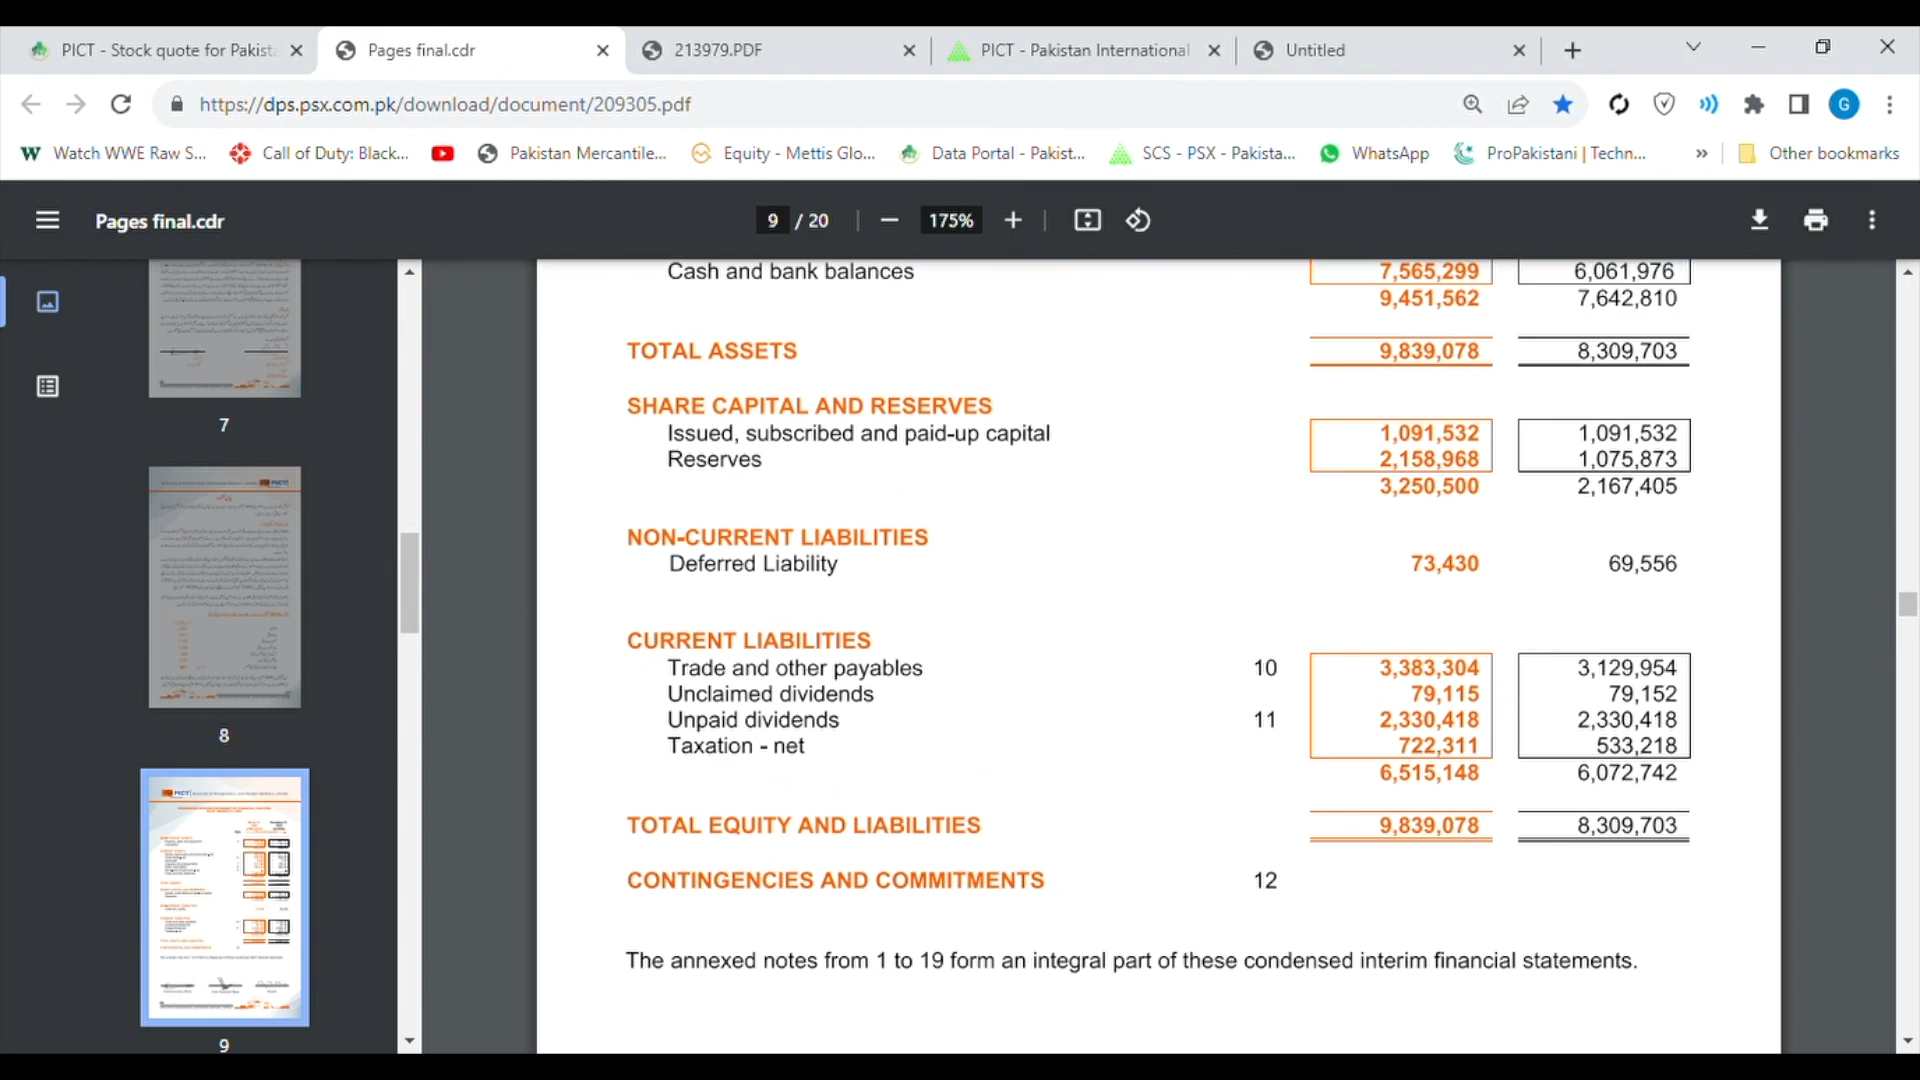 PICT - Stock quote for Pakist
Pages final.cdr
213979.PDF
PICT - Pakistan International
Untitled
https://dps.psx.com.pk/download/document/209305.pdf
G
W Watch WWE Raw S...
Call of Duty: Black...
Pakistan Mercantile...
Equity - Mettis Glo...
Data Portal - Pakist...
SCS - PSX - Pakista...
WhatsApp
ProPakistani | Techn...
»
Other bookmarks
Pages final.cdr
9 / 20
175%
7
8
9
Cash and bank balances 7,565,299 6,061,976
9,451,562 7,642,810
TOTAL ASSETS 9,839,078 8,309,703
SHARE CAPITAL AND RESERVES
Issued, subscribed and paid-up capital 1,091,532 1,091,532
Reserves 2,158,968 1,075,873
3,250,500 2,167,405
NON-CURRENT LIABILITIES
Deferred Liability 73,430 69,556
CURRENT LIABILITIES
Trade and other payables 10 3,383,304 3,129,954
Unclaimed dividends 79,115 79,152
Unpaid dividends 11 2,330,418 2,330,418
Taxation - net 722,311 533,218
6,515,148 6,072,742
TOTAL EQUITY AND LIABILITIES 9,839,078 8,309,703
CONTINGENCIES AND COMMITMENTS 12
The annexed notes from 1 to 19 form an integral part of these condensed interim financial statements.